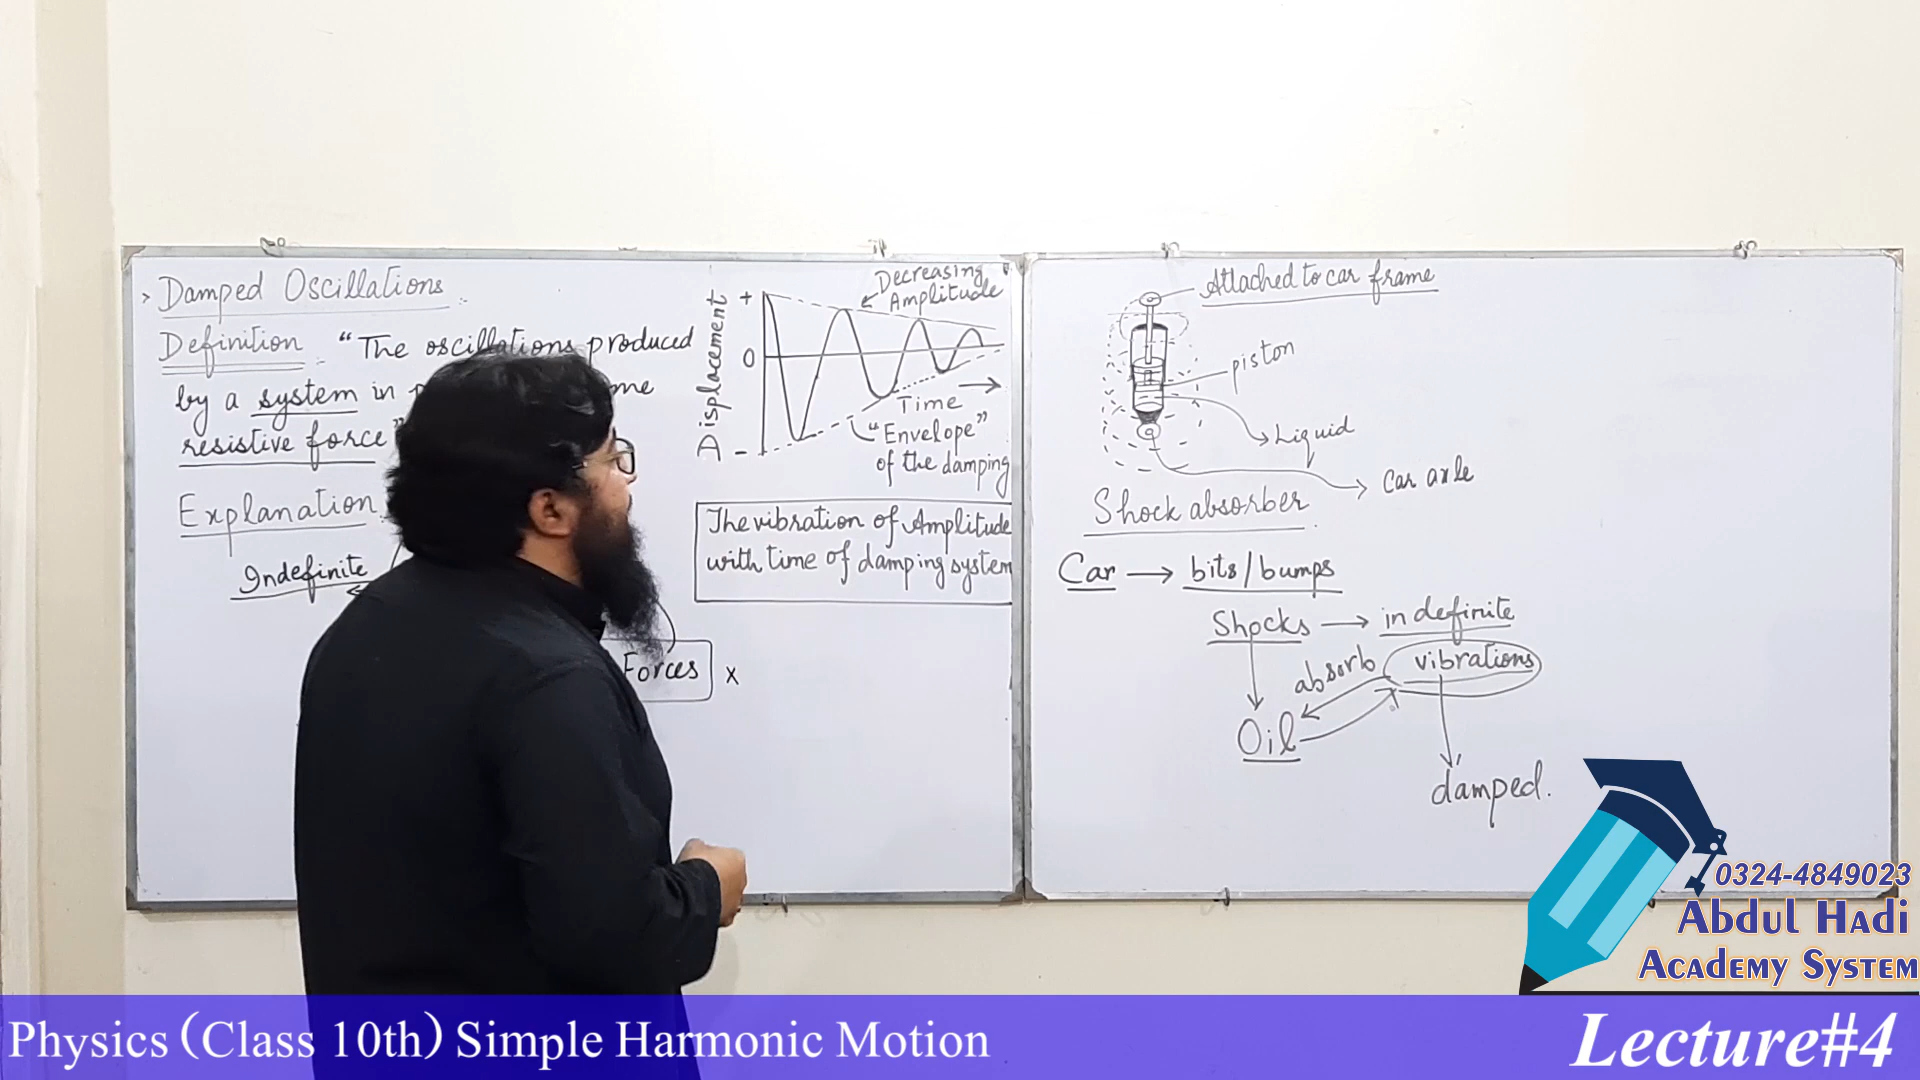 Damped Oscillations
Definition "The oscillations produced
by a system in me
resistive force"
Explanation
Indefinite
Forces x
Decreasing
Amplitude
Displacement
+
0
-
Time
"Envelope"
of the damping
The vibration of Amplitude
with time of damping system
Attached to car frame
piston
Liquid
Car axle
Shock absorber
Car → bits/bumps
Shocks → indefinite
absorb vibrations
Oil
damped.
0324-4849023
Abdul Hadi
Academy System
Physics (Class 10th) Simple Harmonic Motion
Lecture#4